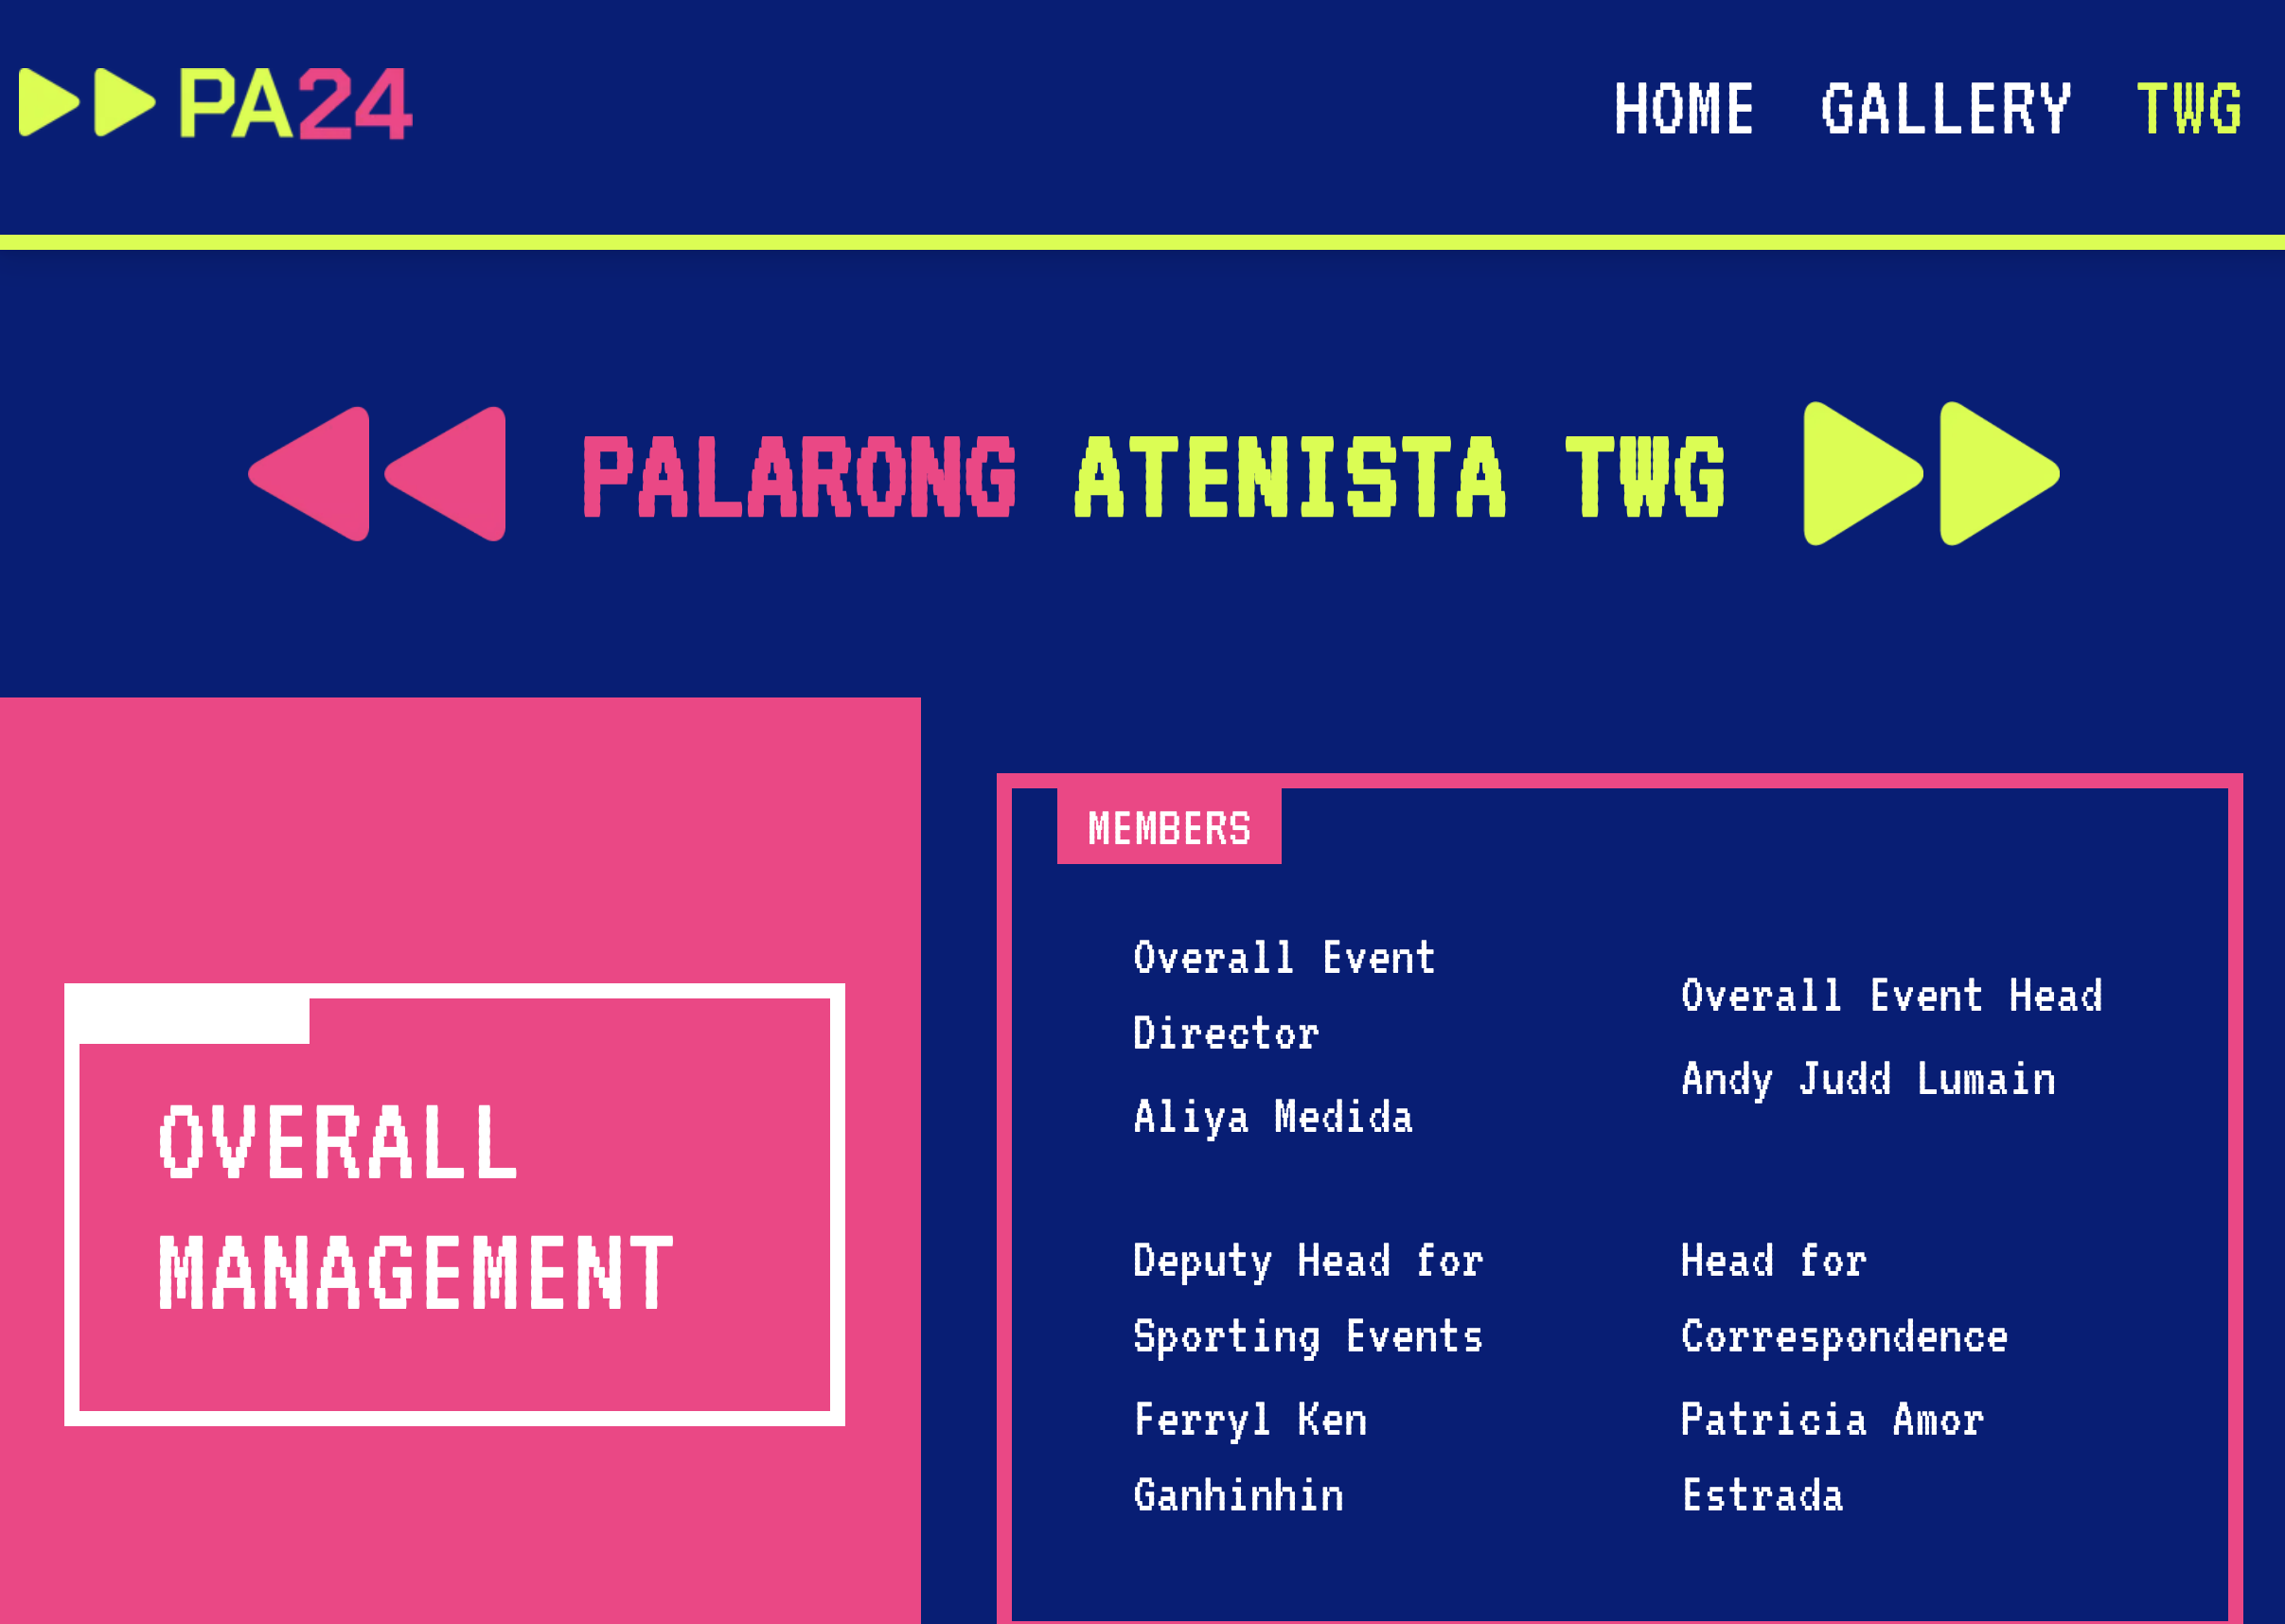 PA24
HOME GALLERY TWG
PALARONG ATENISTA TWG
OVERALL
MANAGEMENT
MEMBERS
Overall Event
Director
Aliya Medida
Overall Event Head
Andy Judd Lumain
Deputy Head for
Sporting Events
Ferryl Ken
Ganhinhin
Head for
Correspondence
Patricia Amor
Estrada